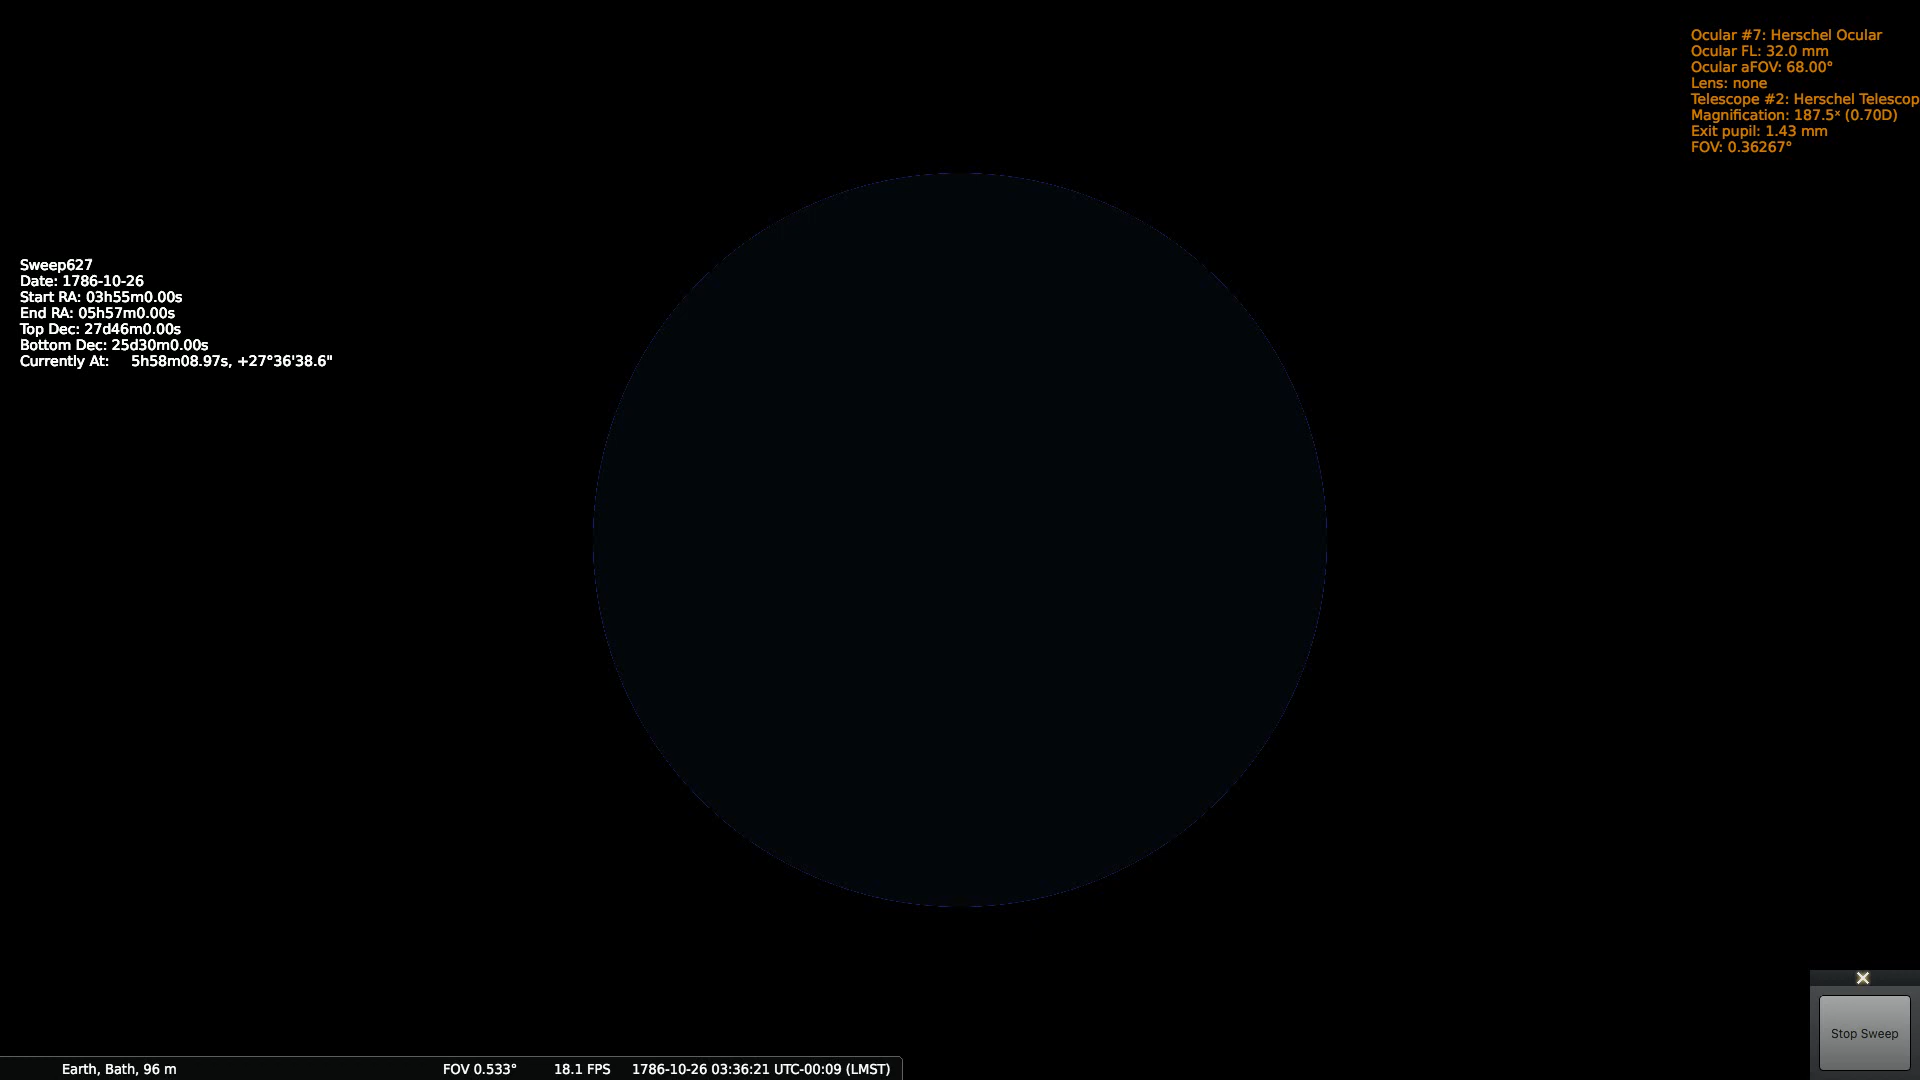 Ocular #7: Herschel Ocular
Ocular FL: 32.0 mm
Ocular aFOV: 68.00°
Lens: none
Telescope #2: Herschel Telescop
Magnification: 187.5ˣ (0.70D)
Exit pupil: 1.43 mm
FOV: 0.36267°
Sweep627
Date: 1786-10-26
Start RA: 03h55m0.00s
End RA: 05h57m0.00s
Top Dec: 27d46m0.00s
Bottom Dec: 25d30m0.00s
Currently At: 5h58m08.97s, +27°36'38.6"
Stop Sweep
Earth, Bath, 96 m FOV 0.533° 18.1 FPS 1786-10-26 03:36:21 UTC-00:09 (LMST)